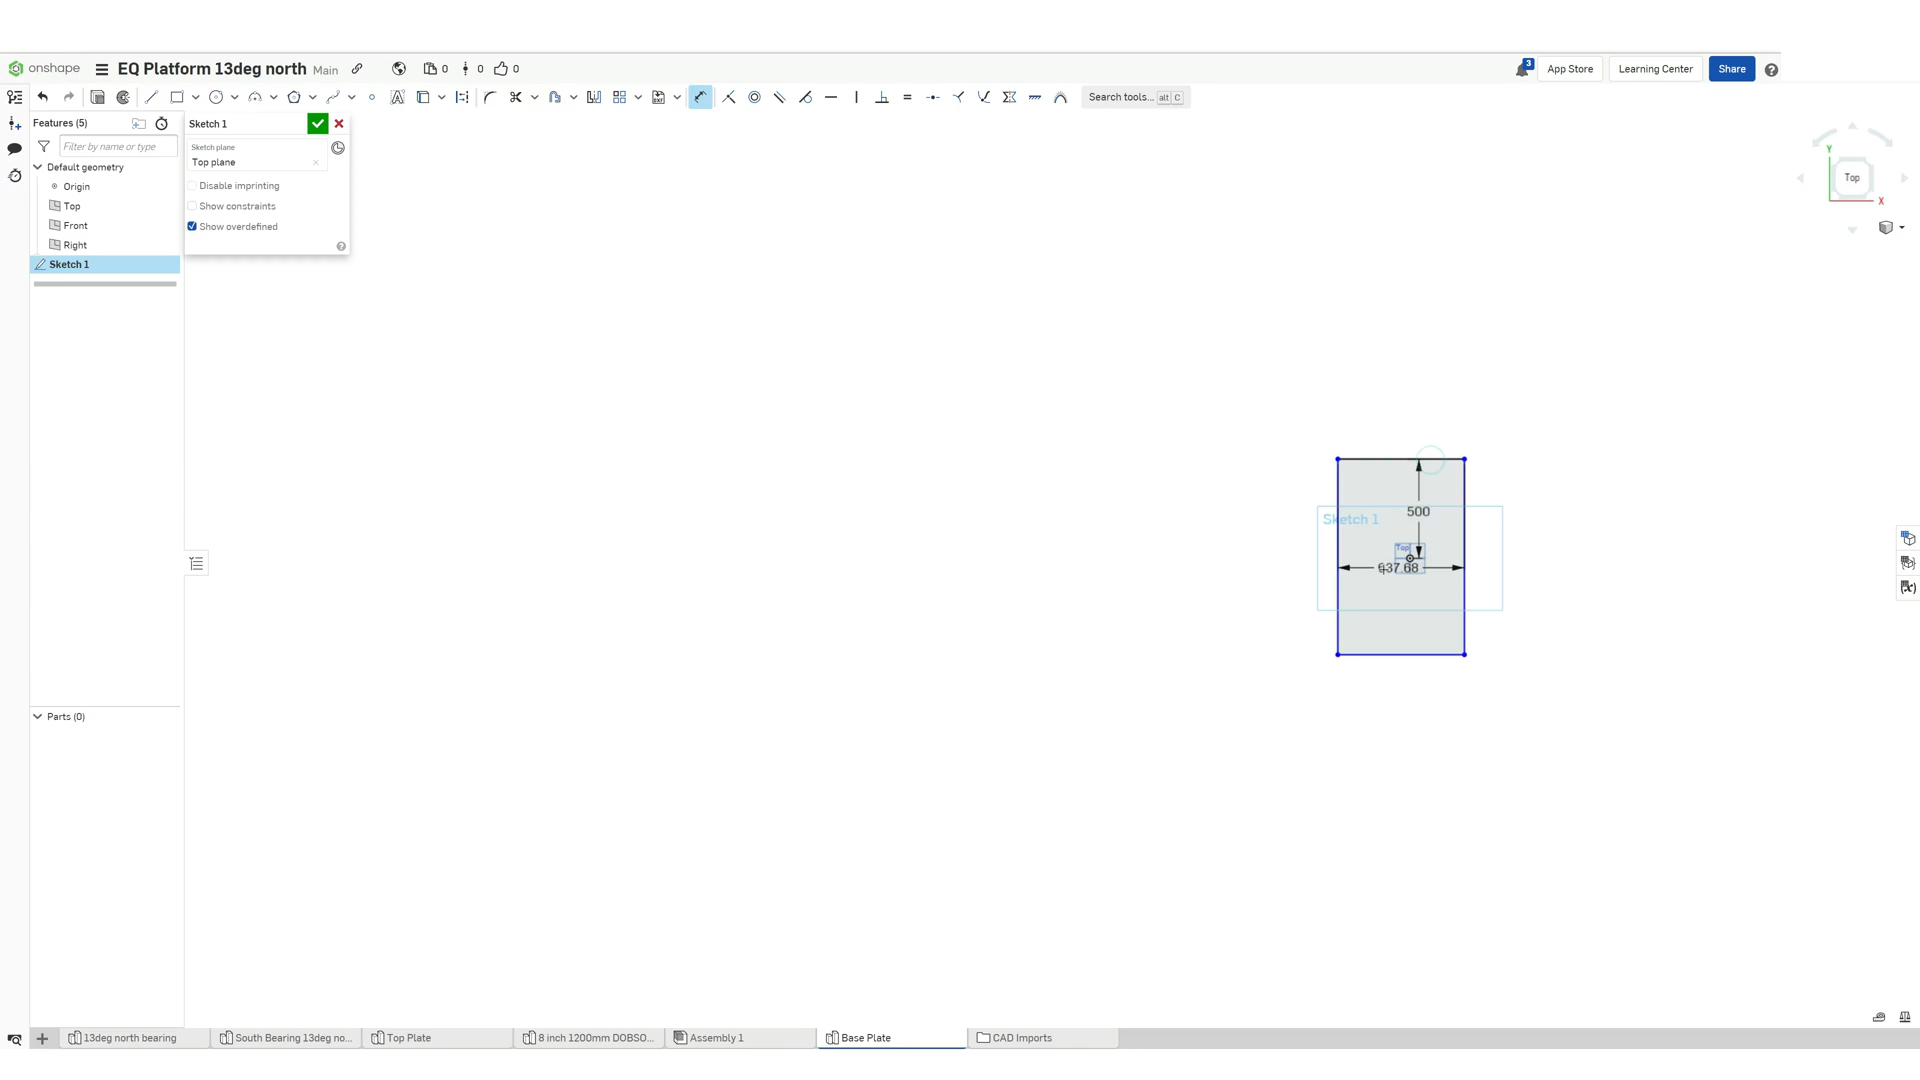 onshape
EQ Platform 13deg north
Main
0
0
0
3
App Store
Learning Center
Share
Search tools...
alt
C
Features (5)
Filter by name or type
Default geometry
Origin
Top
Front
Right
Sketch 1
Sketch 1
Sketch plane
Top plane
Disable imprinting
Show constraints
Show overdefined
Y
Top
X
500
Sketch 1
Top
637.68
Parts (0)
13deg north bearing
South Bearing 13deg no...
Top Plate
8 inch 1200mm DOBSO...
Assembly 1
Base Plate
CAD Imports